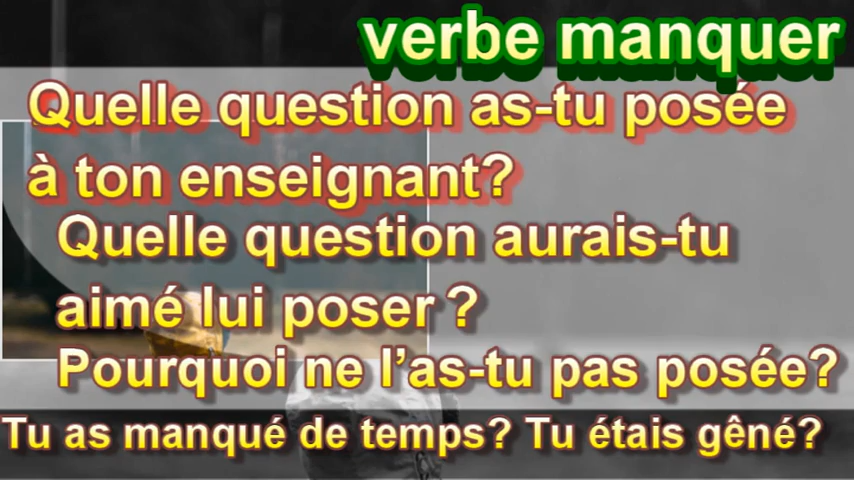 verbe manquer
Quelle question as-tu posée
à ton enseignant?
Quelle question aurais-tu
aimé lui poser ?
Pourquoi ne l’as-tu pas posée?
Tu as manqué de temps? Tu étais gêné?